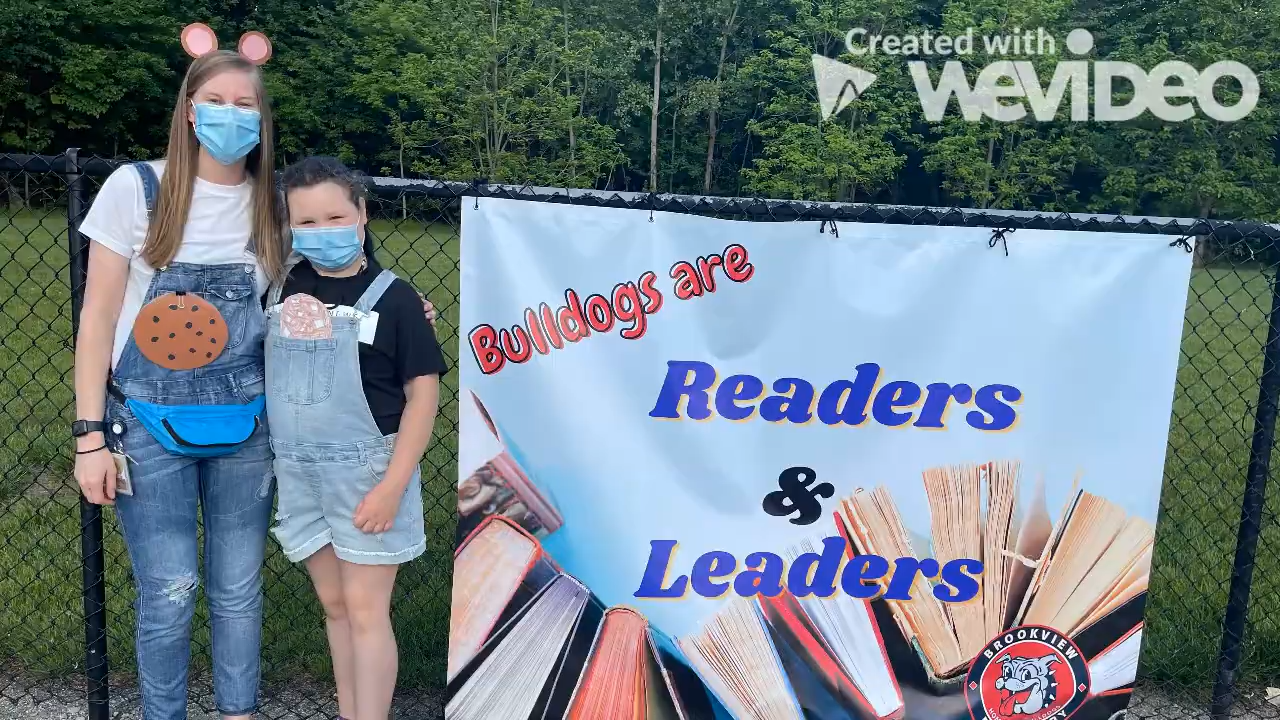 Created with
WEVIDEO
Bulldogs are
Readers
&
Leaders
BROOKVIEW